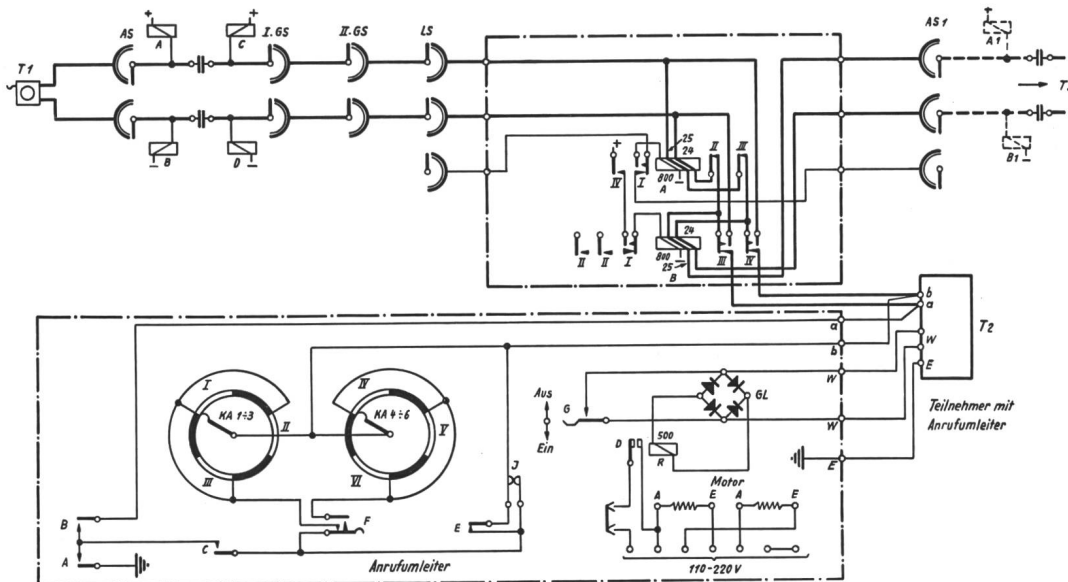 AS
A
C
I.GS
II.GS
LS
T1
B
D
AS 1
A1
B1
25
24
II
III
800
A
IV
I
24
II
II
I
800
25
B
III
IV
b
a
W
E
T2
Teilnehmer mit
Anrufumleiter
a
b
W
W
E
I
KA 1÷3
II
III
IV
KA 4÷6
V
VI
Aus
G
Ein
GL
500
R
D
J
Motor
A
E
A
E
B
A
C
F
E
Anrufumleiter
110-220 V